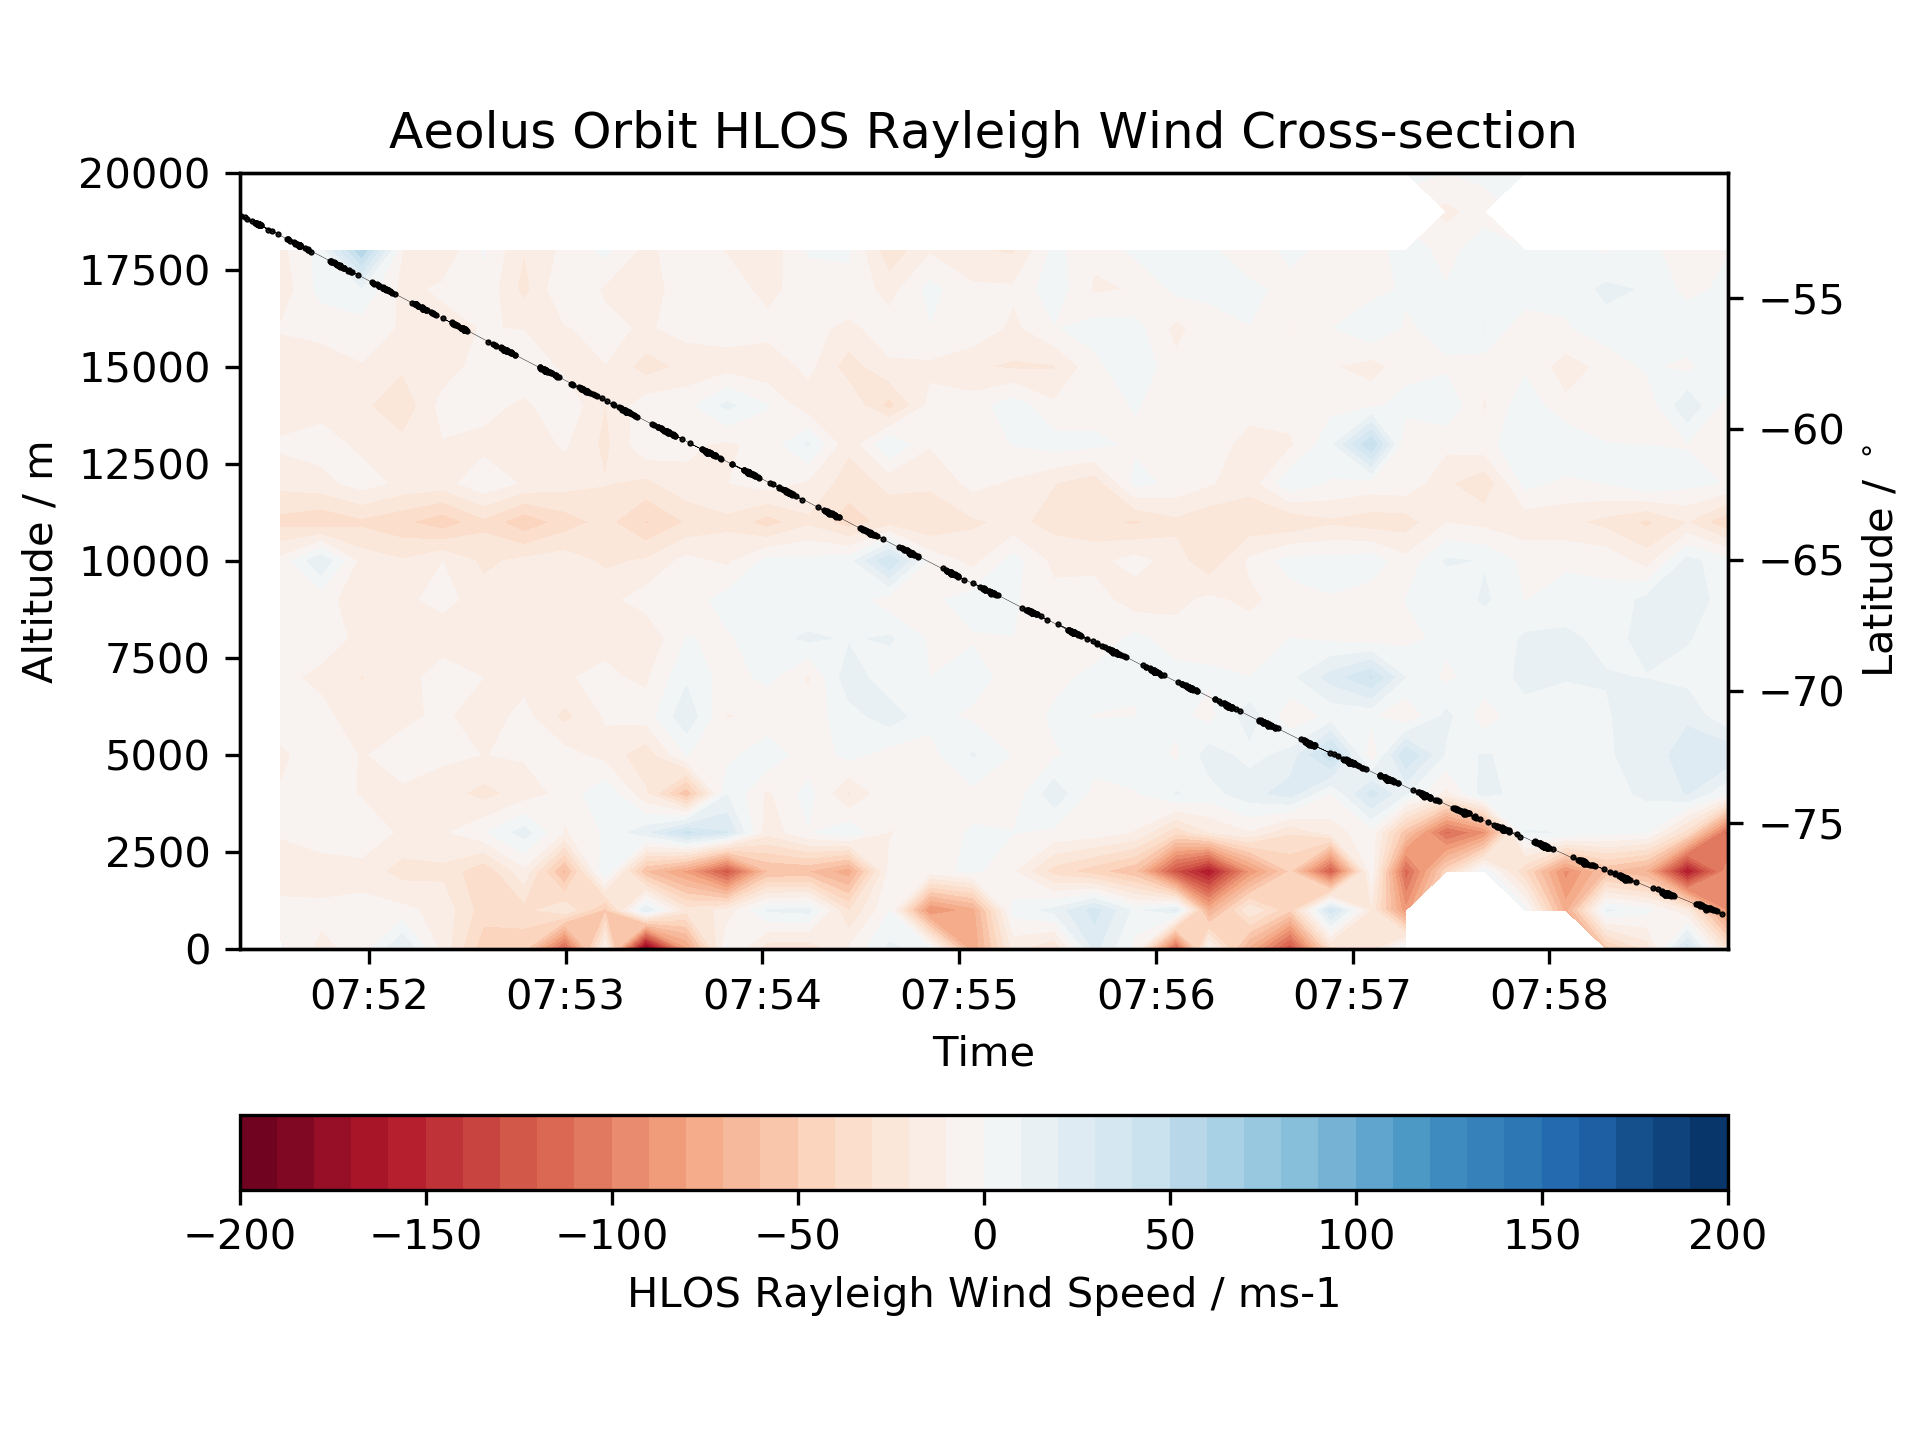 Aeolus Orbit HLOS Rayleigh Wind Cross-section
20000
17500
15000
12500
10000
7500
5000
2500
0
Altitude / m
−55
−60
−65
−70
−75
Latitude / °
07:52 07:53 07:54 07:55 07:56 07:57 07:58
Time
−200 −150 −100 −50 0 50 100 150 200
HLOS Rayleigh Wind Speed / ms-1